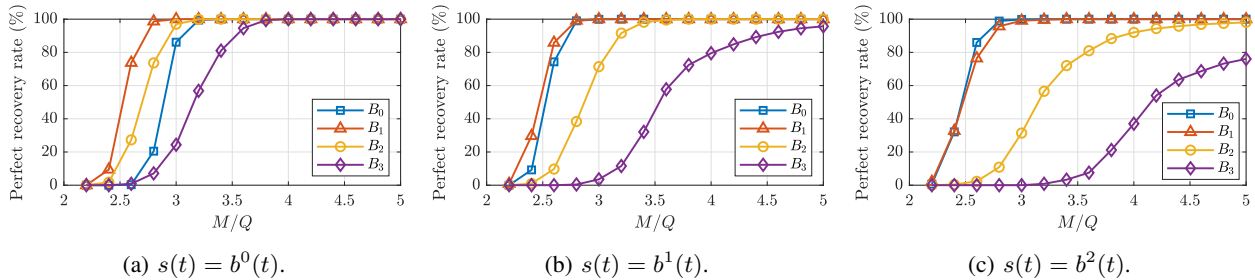 Perfect recovery rate (%)
100
80
60
40
20
0
2
2.5
3
3.5
4
4.5
5
M/Q
B0
B1
B2
B3
(a) s(t) = b⁰(t).
Perfect recovery rate (%)
100
80
60
40
20
0
2
2.5
3
3.5
4
4.5
5
M/Q
B0
B1
B2
B3
(b) s(t) = b¹(t).
Perfect recovery rate (%)
100
80
60
40
20
0
2
2.5
3
3.5
4
4.5
5
M/Q
B0
B1
B2
B3
(c) s(t) = b²(t).